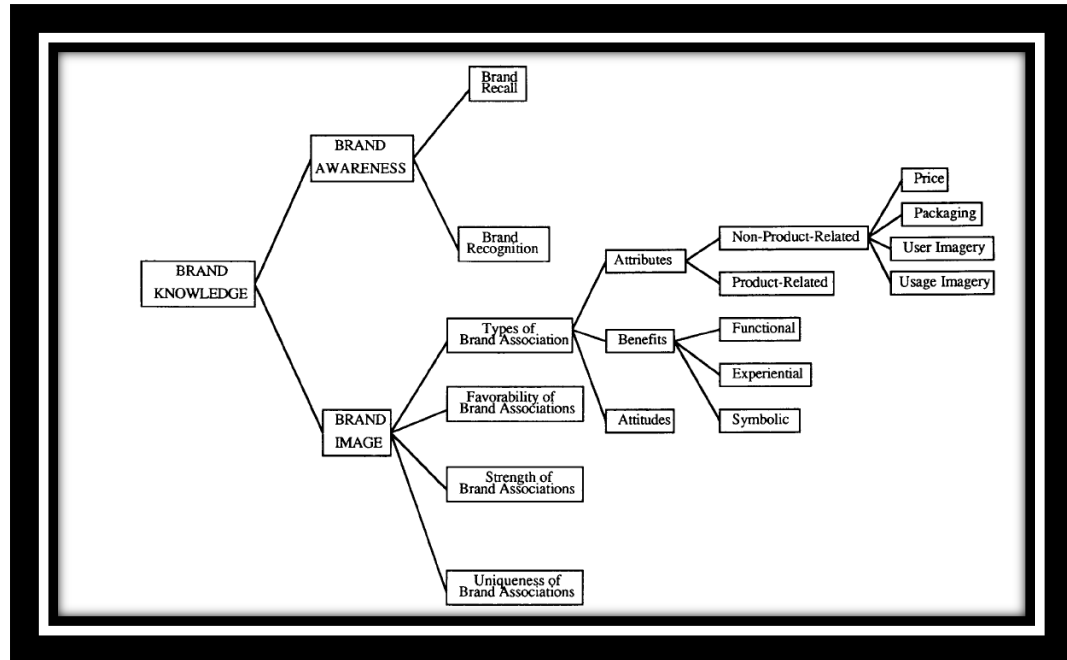 Brand
Recall
BRAND
AWARENESS
Brand
Recognition
BRAND
KNOWLEDGE
BRAND
IMAGE
Types of
Brand Association
Favorability of
Brand Associations
Strength of
Brand Associations
Uniqueness of
Brand Associations
Attributes
Benefits
Attitudes
Non-Product-Related
Product-Related
Functional
Experiential
Symbolic
Price
Packaging
User Imagery
Usage Imagery